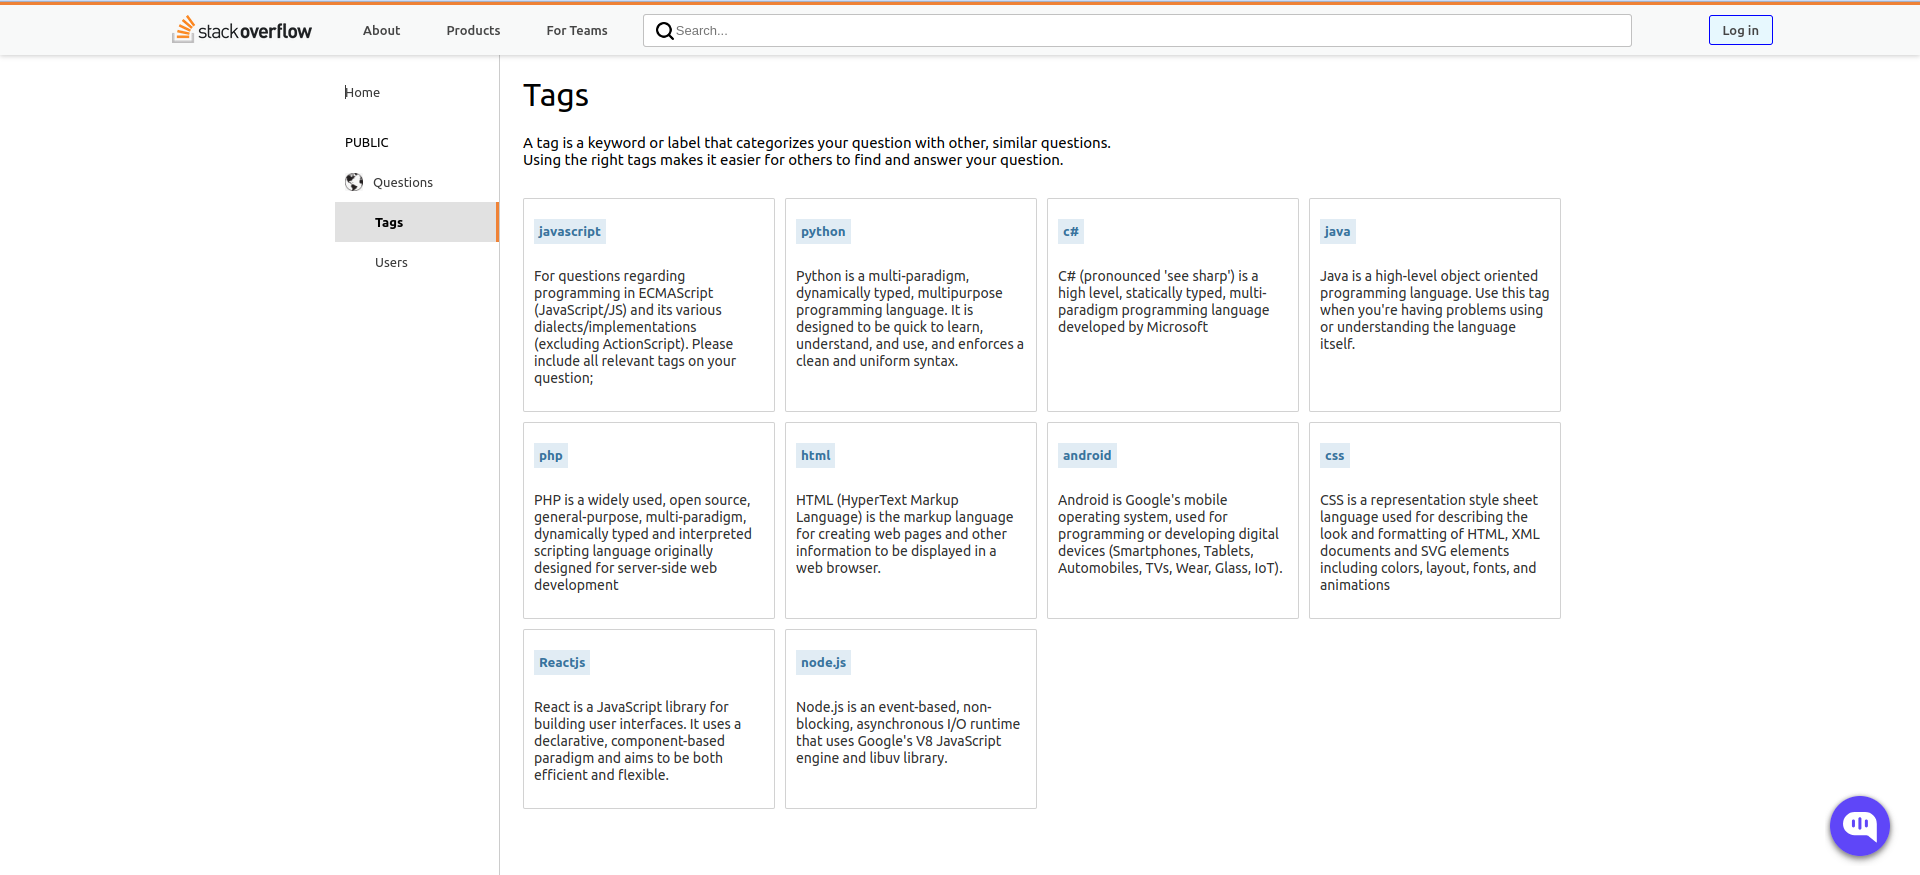 stackoverflow
About
Products
For Teams
Search...
Log in
Home
PUBLIC
Questions
Tags
Users
Tags
A tag is a keyword or label that categorizes your question with other, similar questions.
Using the right tags makes it easier for others to find and answer your question.
javascript
For questions regarding
programming in ECMAScript
(JavaScript/JS) and its various
dialects/implementations
(excluding ActionScript). Please
include all relevant tags on your
question;
python
Python is a multi-paradigm,
dynamically typed, multipurpose
programming language. It is
designed to be quick to learn,
understand, and use, and enforces a
clean and uniform syntax.
c#
C# (pronounced 'see sharp') is a
high level, statically typed, multi-
paradigm programming language
developed by Microsoft
java
Java is a high-level object oriented
programming language. Use this tag
when you're having problems using
or understanding the language
itself.
php
PHP is a widely used, open source,
general-purpose, multi-paradigm,
dynamically typed and interpreted
scripting language originally
designed for server-side web
development
html
HTML (HyperText Markup
Language) is the markup language
for creating web pages and other
information to be displayed in a
web browser.
android
Android is Google's mobile
operating system, used for
programming or developing digital
devices (Smartphones, Tablets,
Automobiles, TVs, Wear, Glass, IoT).
css
CSS is a representation style sheet
language used for describing the
look and formatting of HTML, XML
documents and SVG elements
including colors, layout, fonts, and
animations
Reactjs
React is a JavaScript library for
building user interfaces. It uses a
declarative, component-based
paradigm and aims to be both
efficient and flexible.
node.js
Node.js is an event-based, non-
blocking, asynchronous I/O runtime
that uses Google's V8 JavaScript
engine and libuv library.